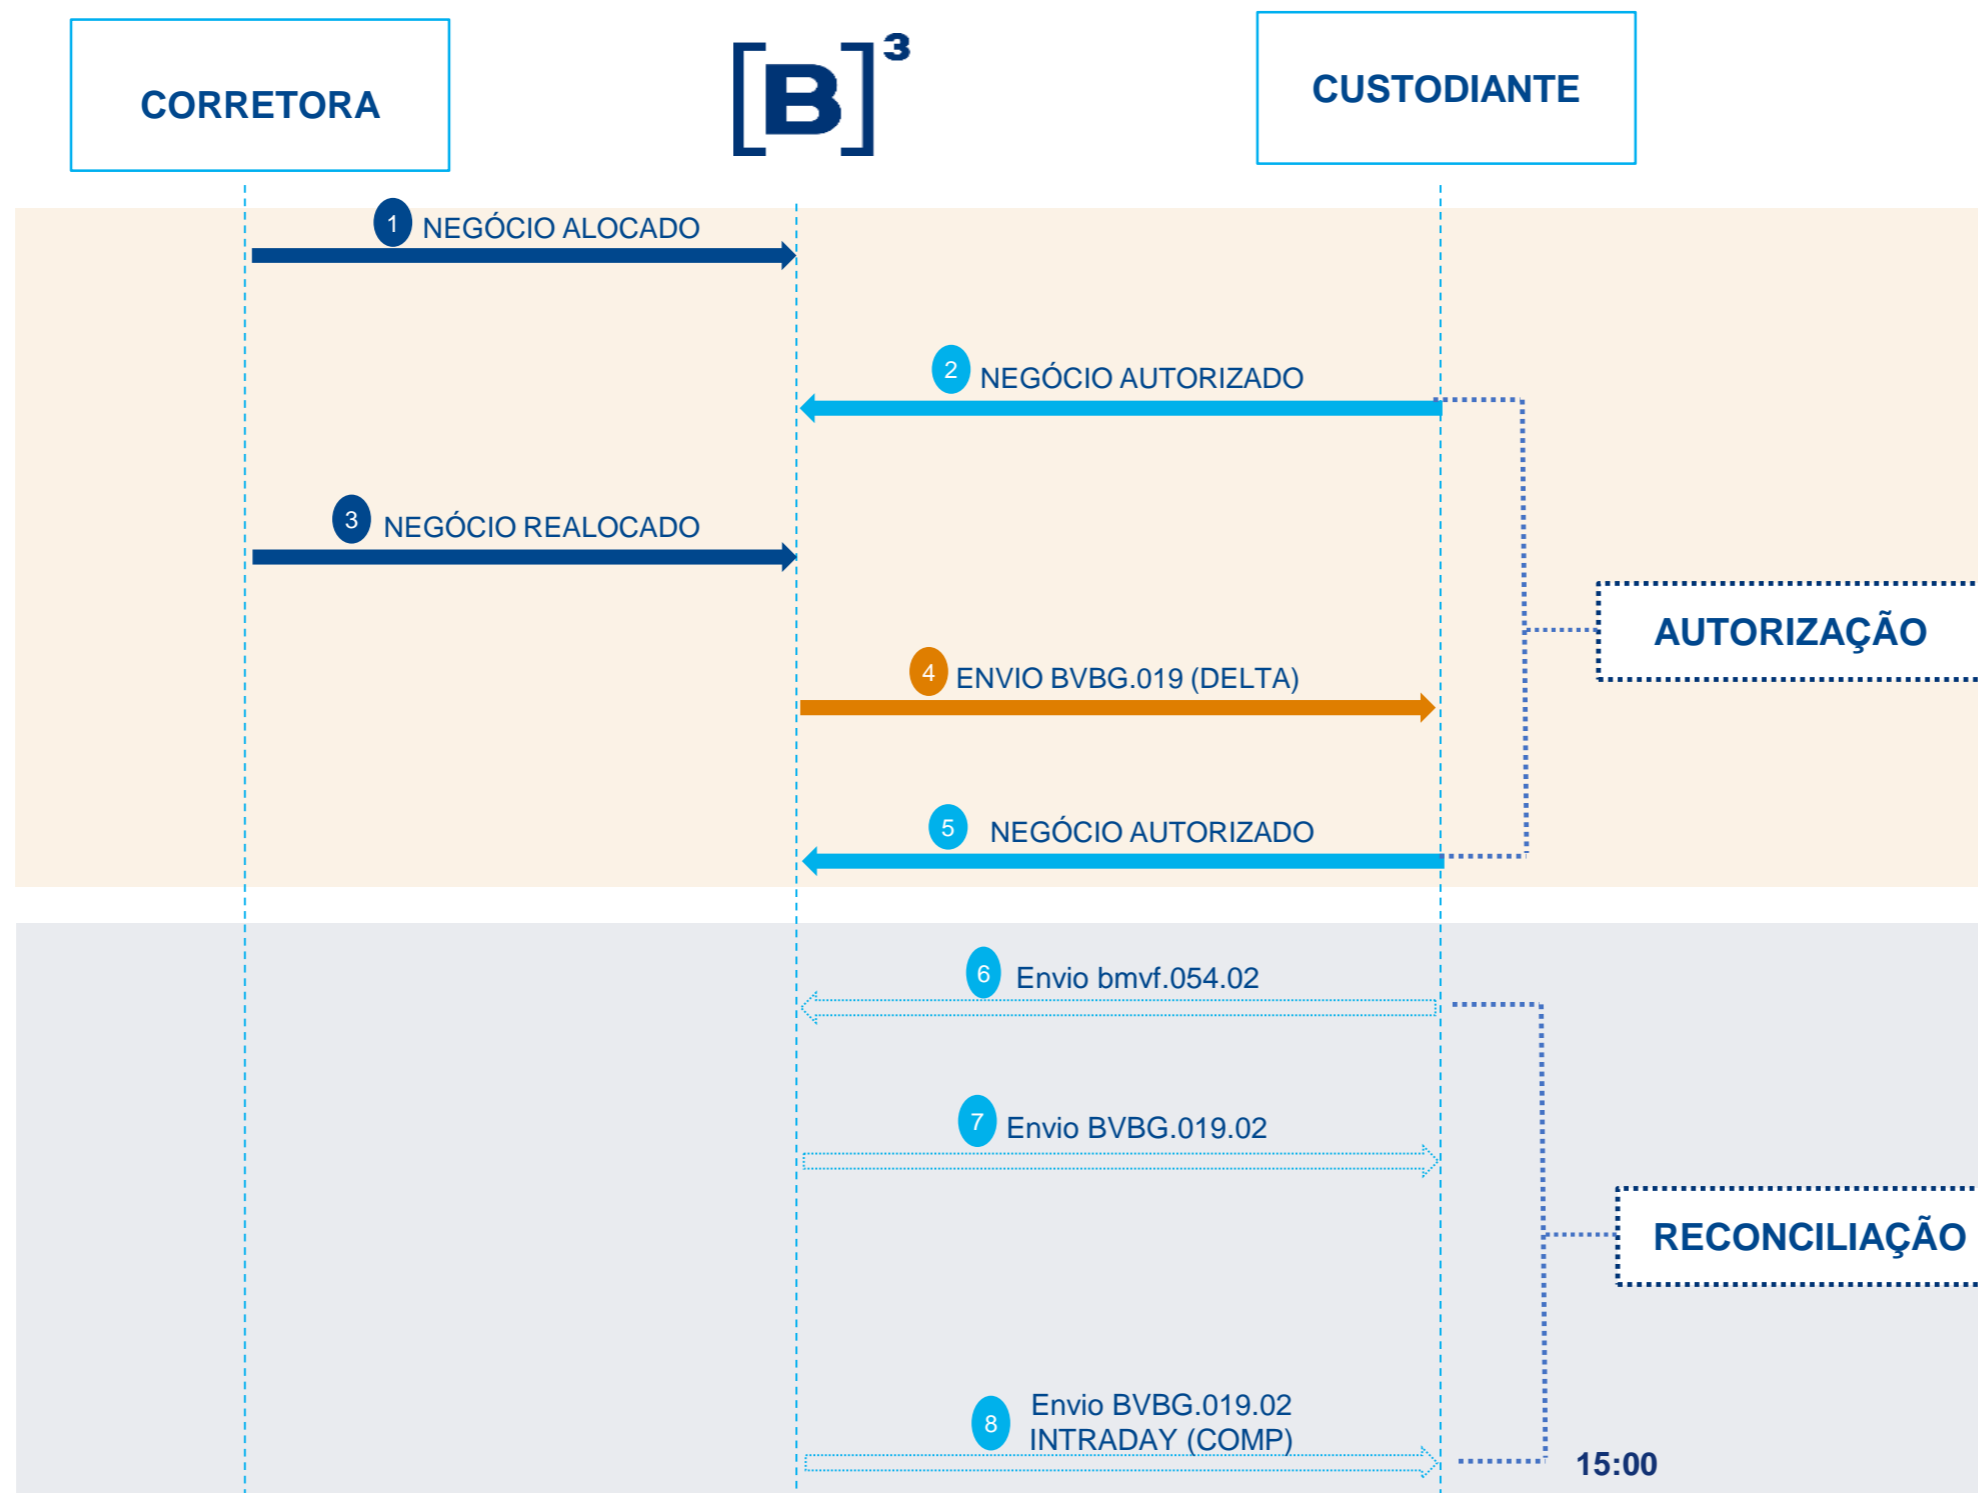 CORRETORA
[B]³
CUSTODIANTE
1 NEGÓCIO ALOCADO
2 NEGÓCIO AUTORIZADO
3 NEGÓCIO REALOCADO
AUTORIZAÇÃO
4 ENVIO BVBG.019 (DELTA)
5 NEGÓCIO AUTORIZADO
6 Envio bmvf.054.02
7 Envio BVBG.019.02
RECONCILIAÇÃO
8 Envio BVBG.019.02
INTRADAY (COMP)
15:00